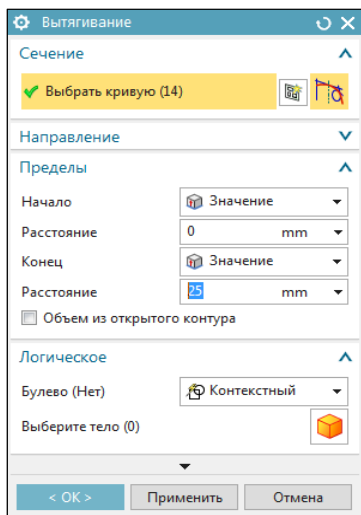 Вытягивание
Сечение
Выбрать кривую (14)
Направление
Пределы
Начало Значение
Расстояние 0 mm
Конец Значение
Расстояние 25 mm
Объем из открытого контура
Логическое
Булево (Нет) Контекстный
Выберите тело (0)
< OK > Применить Отмена